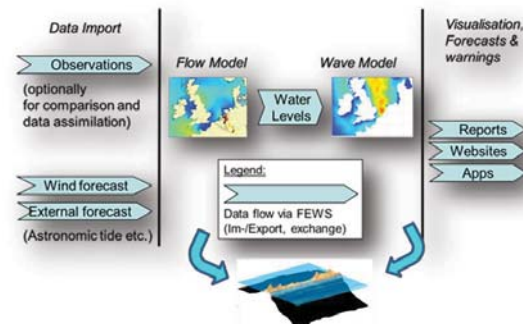 Data Import
Observations
(optionally
for comparison and
data assimilation)
Wind forecast
External forecast
(Astronomic tide etc.)
Flow Model
Wave Model
Water
Levels
Legend:
Data flow via FEWS
(Im-/Export, exchange)
Visualisation,
Forecasts &
warnings
Reports
Websites
Apps